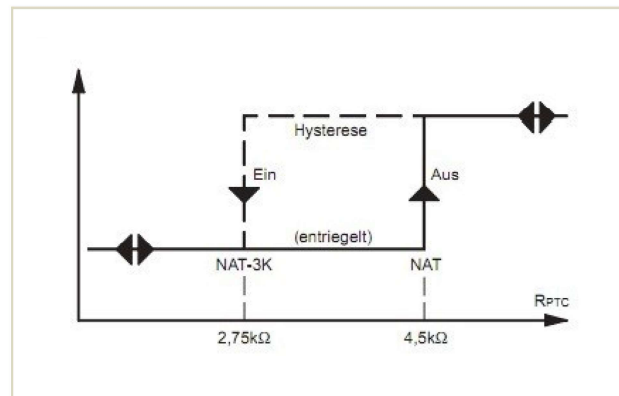 Hysterese
Ein
Aus
(entriegelt)
NAT-3K
NAT
RPTC
2,75kΩ
4,5kΩ